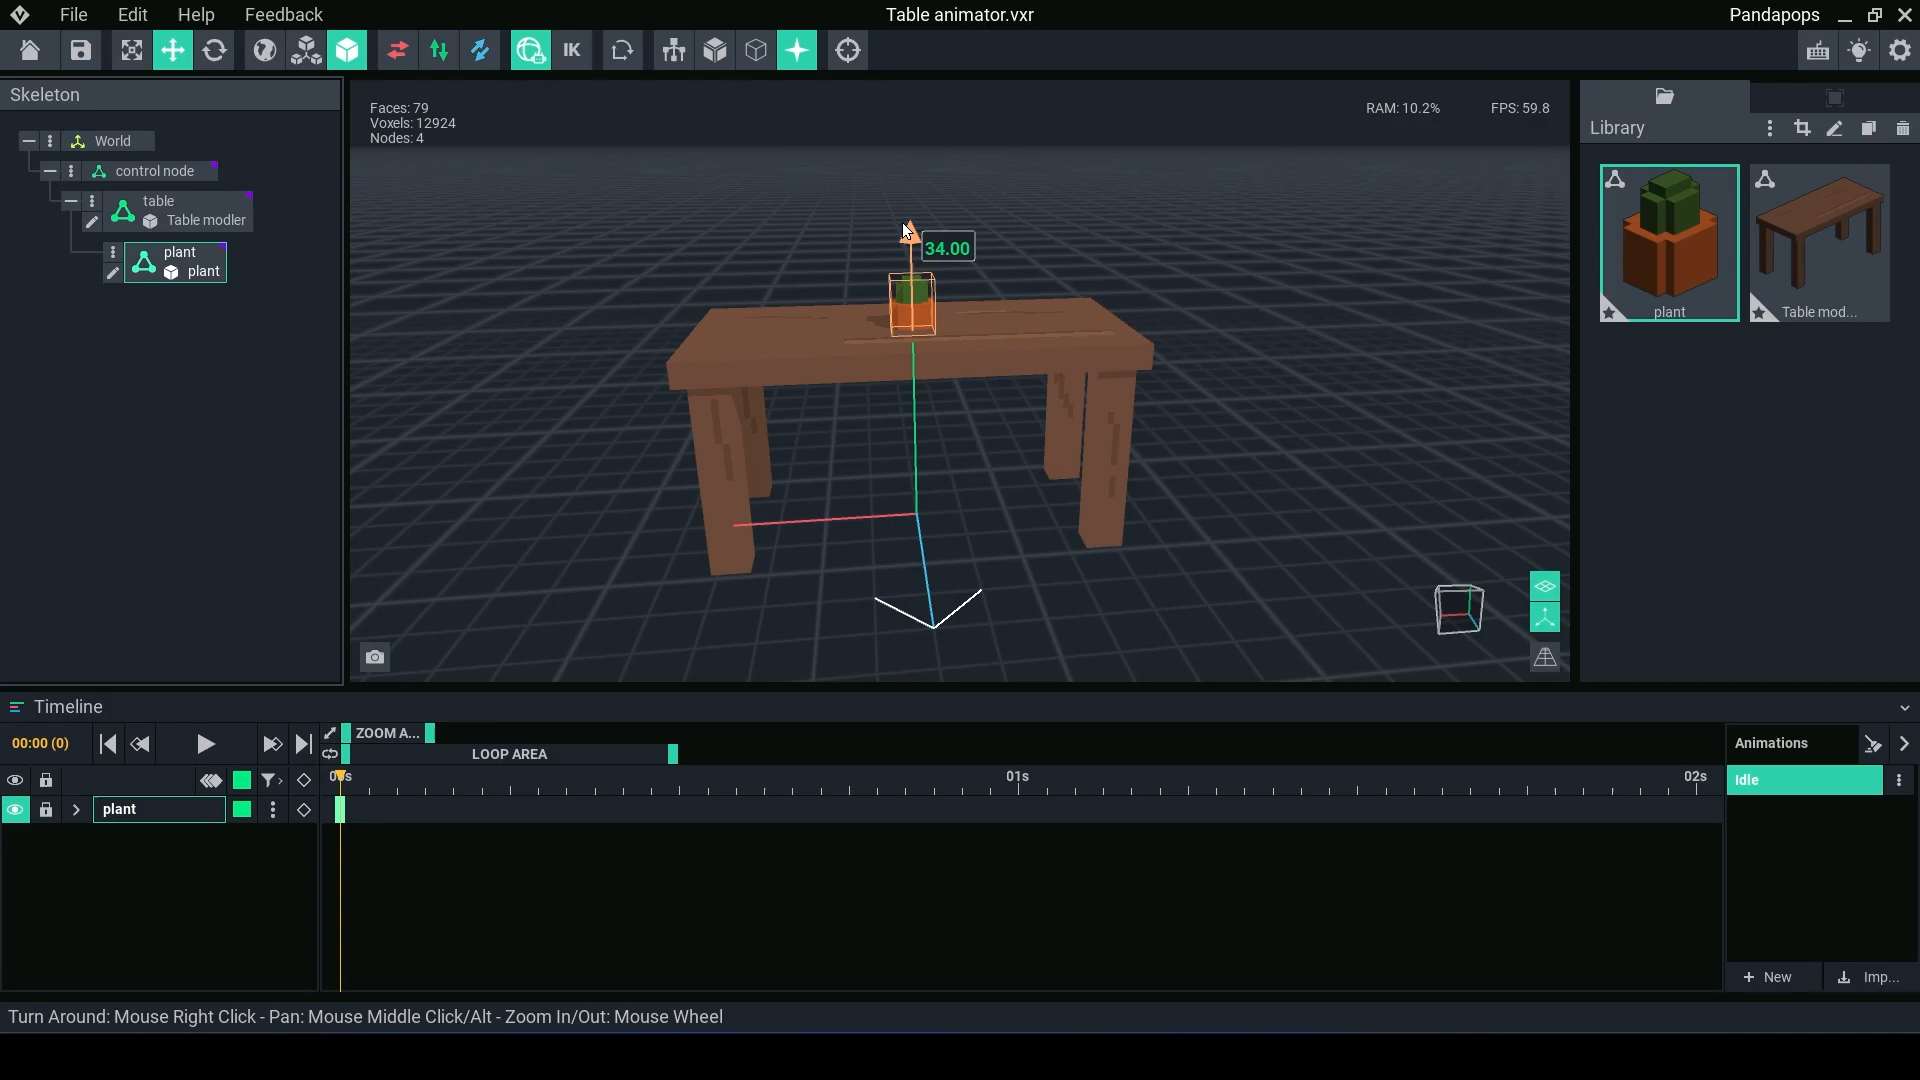 File Edit Help Feedback
Table animator.vxr
Pandapops
IK
Skeleton
World
control node
table
Table modler
plant
plant
Faces: 79
Voxels: 12924
Nodes: 4
RAM: 10.2%
FPS: 59.8
34.00
Library
plant
Table mod...
Timeline
00:00 (0)
ZOOM A...
LOOP AREA
Animations
01s
02s
Idle
plant
New
Imp...
Turn Around: Mouse Right Click - Pan: Mouse Middle Click/Alt - Zoom In/Out: Mouse Wheel